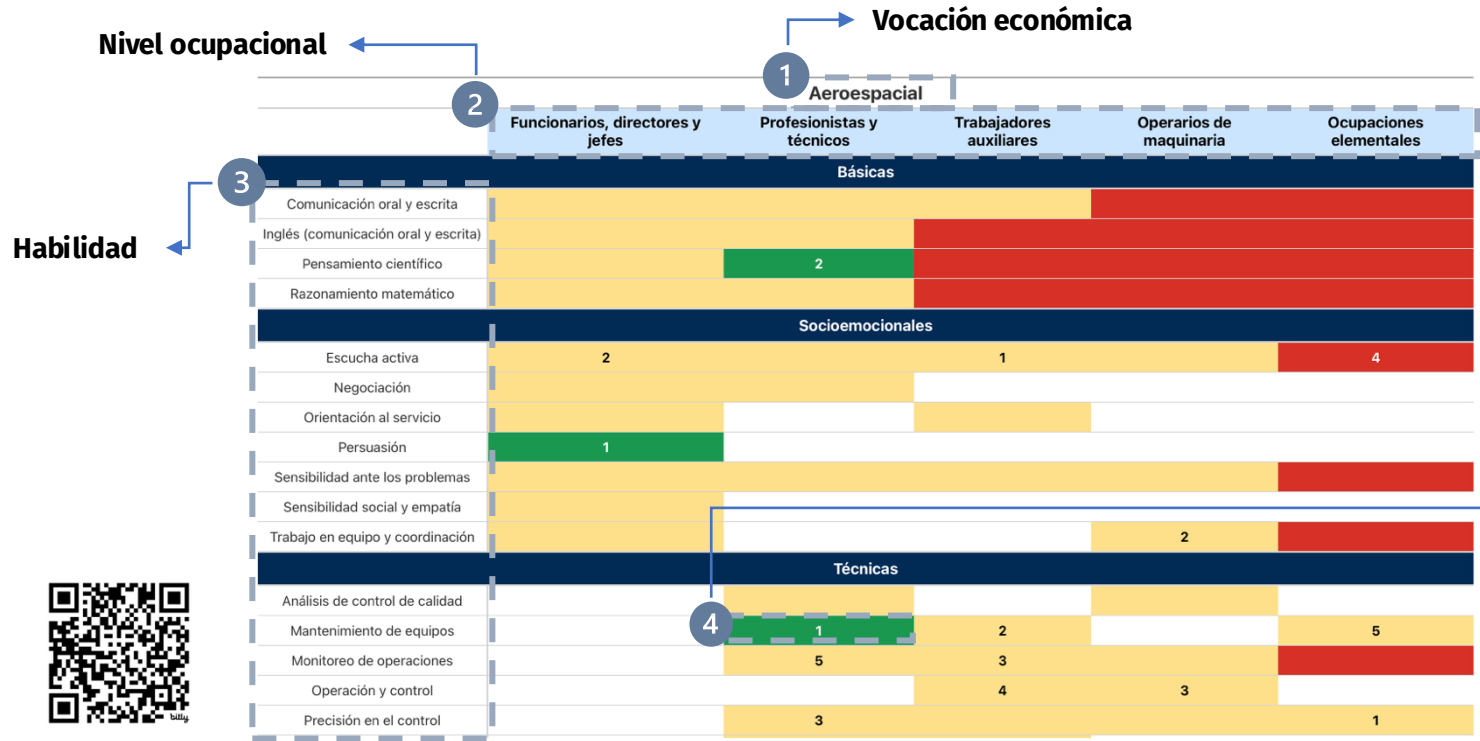 Vocación económica
Nivel ocupacional
1
Aeroespacial
2
Funcionarios, directores y jefes
Profesionistas y técnicos
Trabajadores auxiliares
Operarios de maquinaria
Ocupaciones elementales
3
Básicas
Habilidad
Comunicación oral y escrita
Inglés (comunicación oral y escrita)
Pensamiento científico 2
Razonamiento matemático
Socioemocionales
Escucha activa 2 1 4
Negociación
Orientación al servicio
Persuasión 1
Sensibilidad ante los problemas
Sensibilidad social y empatía
Trabajo en equipo y coordinación 2
Técnicas
Análisis de control de calidad
4
Mantenimiento de equipos 1 2 5
Monitoreo de operaciones 5 3
Operación y control 4 3
Precisión en el control 3 1
bitly